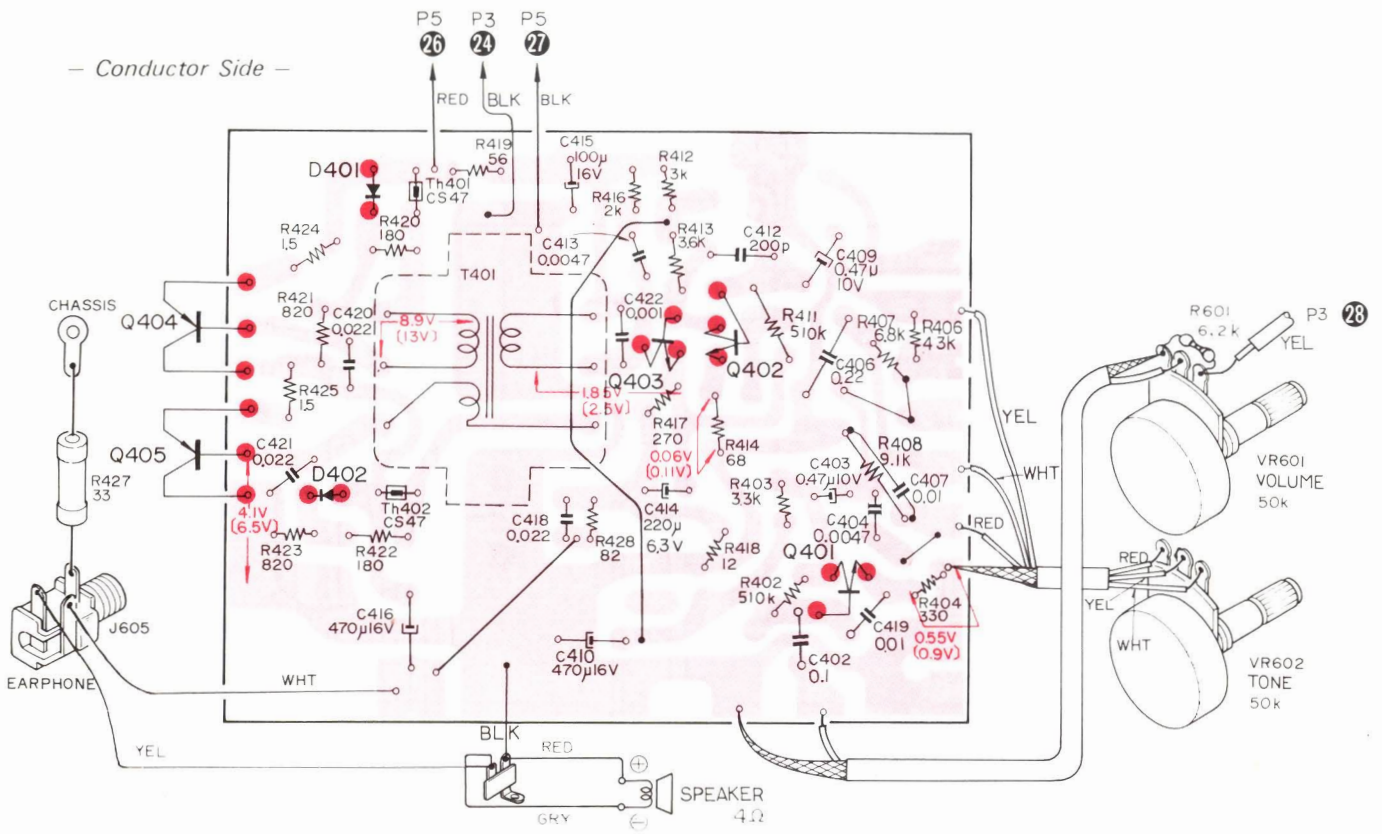 P5 P3 P5
26 24 27
— Conductor Side —
RED BLK BLK
D401
Th401
CS47
R419
56
C415
100µ
16V
R412
3k
R416
2k
R424
1.5
R420
180
C413
0.0047
R413
3.6k
C412
200p
C409
0.47µ
10V
T401
CHASSIS
Q404
R421
820
C420
0.022
8.9V
(13V)
C422
0.001
R411
510k
R407
6.8k
R406
4.3k
R601
6.2k
P3 28
YEL
Q403
Q402
C406
0.22
R425
1.5
1.85V
(2.5V)
YEL
R417
270
0.06V
(0.11V)
R414
68
R408
9.1k
Q405
C421
0.022
R427
33
D402
Th402
CS47
C403
0.47µ10V
C407
0.01
WHT
VR601
VOLUME
50k
R403
3.3k
C414
220µ
6.3V
C404
0.0047
RED
4.1V
(6.5V)
C418
0.022
R428
82
R418
12
Q401
R423
820
R422
180
R402
510k
R404
330
RED
YEL
WHT
J605
EARPHONE
C416
470µ16V
C410
470µ16V
C419
0.01
0.55V
(0.9V)
C402
0.1
VR602
TONE
50k
WHT
YEL
BLK
RED
SPEAKER
4Ω
GRY
⊕
⊖